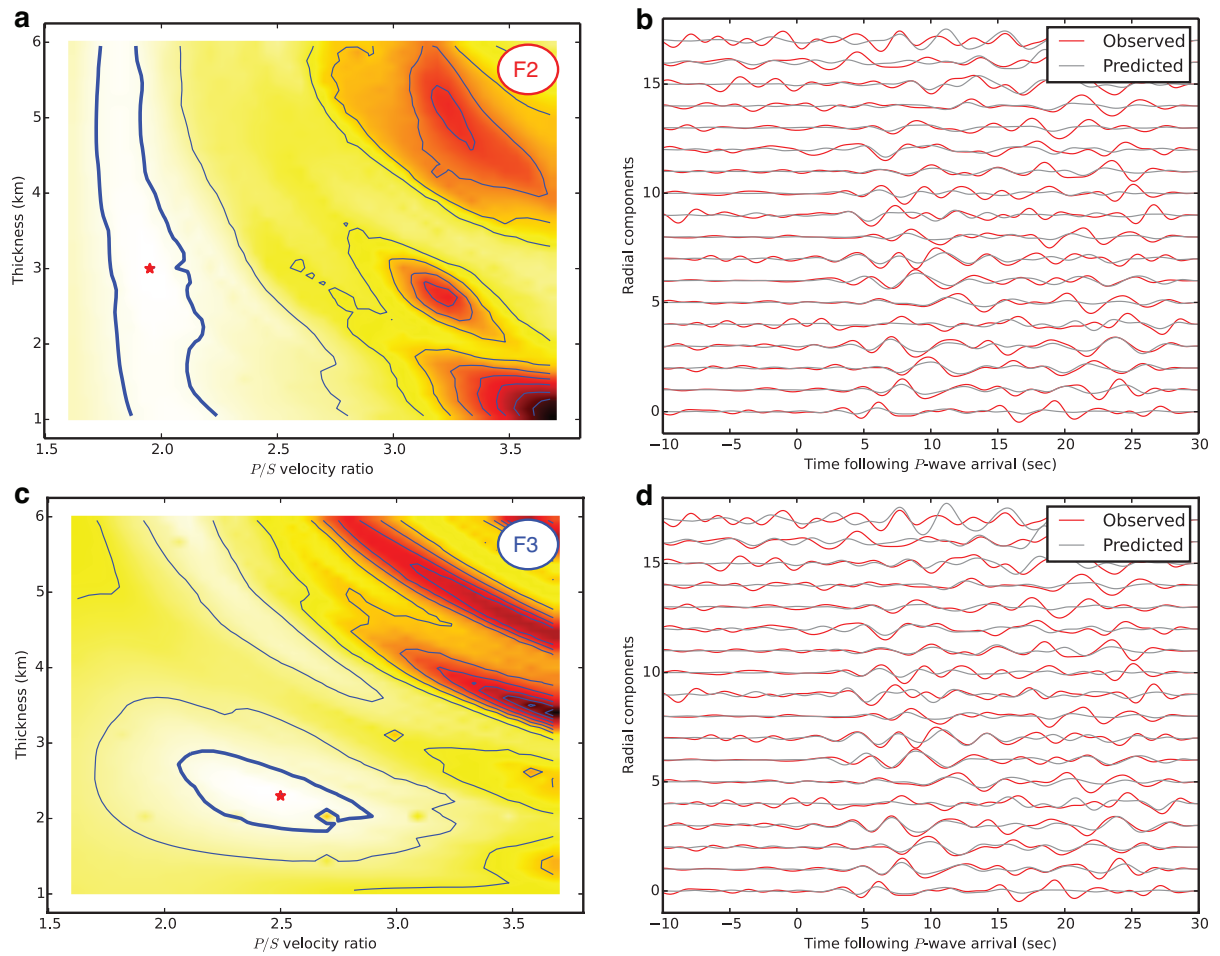 a
6
5
4
3
2
1
Thickness (km)
F2
1.5 2.0 2.5 3.0 3.5
P/S velocity ratio
b
15
10
5
0
Radial components
Observed
Predicted
−10 −5 0 5 10 15 20 25 30
Time following P-wave arrival (sec)
c
6
5
4
3
2
1
Thickness (km)
F3
1.5 2.0 2.5 3.0 3.5
P/S velocity ratio
d
15
10
5
0
Radial components
Observed
Predicted
−10 −5 0 5 10 15 20 25 30
Time following P-wave arrival (sec)